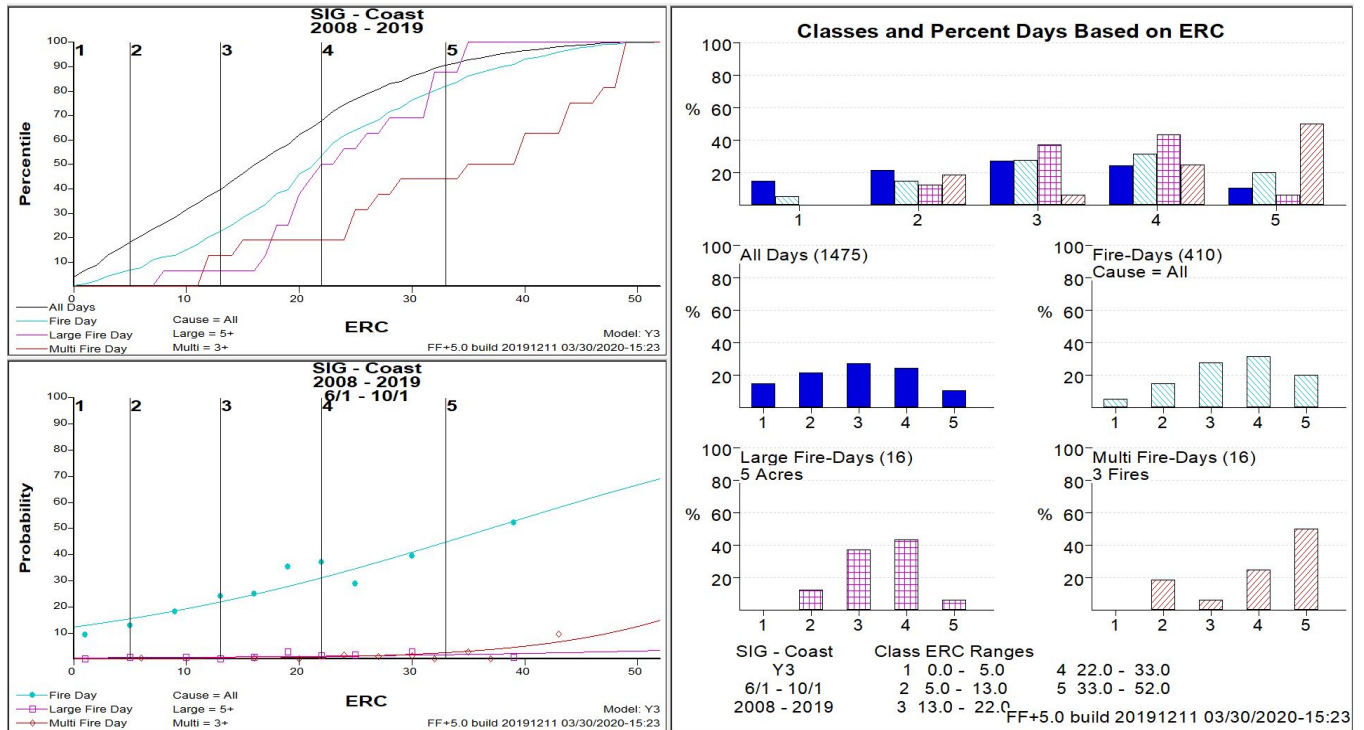 SIG - Coast
2008 - 2019
100
90
80
70
60
50
40
30
20
10
Percentile
1 2 3 4 5
0 10 20 30 40 50
ERC
All Days
Fire Day Cause = All
Large Fire Day Large = 5+
Multi Fire Day Multi = 3+
Model: Y3
FF+5.0 build 20191211 03/30/2020-15:23
SIG - Coast
2008 - 2019
6/1 - 10/1
100
90
80
70
60
50
40
30
20
10
Probability
1 2 3 4 5
0 10 20 30 40 50
ERC
Fire Day Cause = All
Large Fire Day Large = 5+
Multi Fire Day Multi = 3+
Model: Y3
FF+5.0 build 20191211 03/30/2020-15:23
Classes and Percent Days Based on ERC
100
80
% 60
40
20
1 2 3 4 5
All Days (1475)
80
% 60
40
20
1 2 3 4 5
Fire-Days (410)
Cause = All
80
% 60
40
20
1 2 3 4 5
Large Fire-Days (16)
5 Acres
80
% 60
40
20
1 2 3 4 5
Multi Fire-Days (16)
3 Fires
80
% 60
40
20
1 2 3 4 5
SIG - Coast Class ERC Ranges
Y3 1 0.0 - 5.0 4 22.0 - 33.0
6/1 - 10/1 2 5.0 - 13.0 5 33.0 - 52.0
2008 - 2019 3 13.0 - 22.0
FF+5.0 build 20191211 03/30/2020-15:23